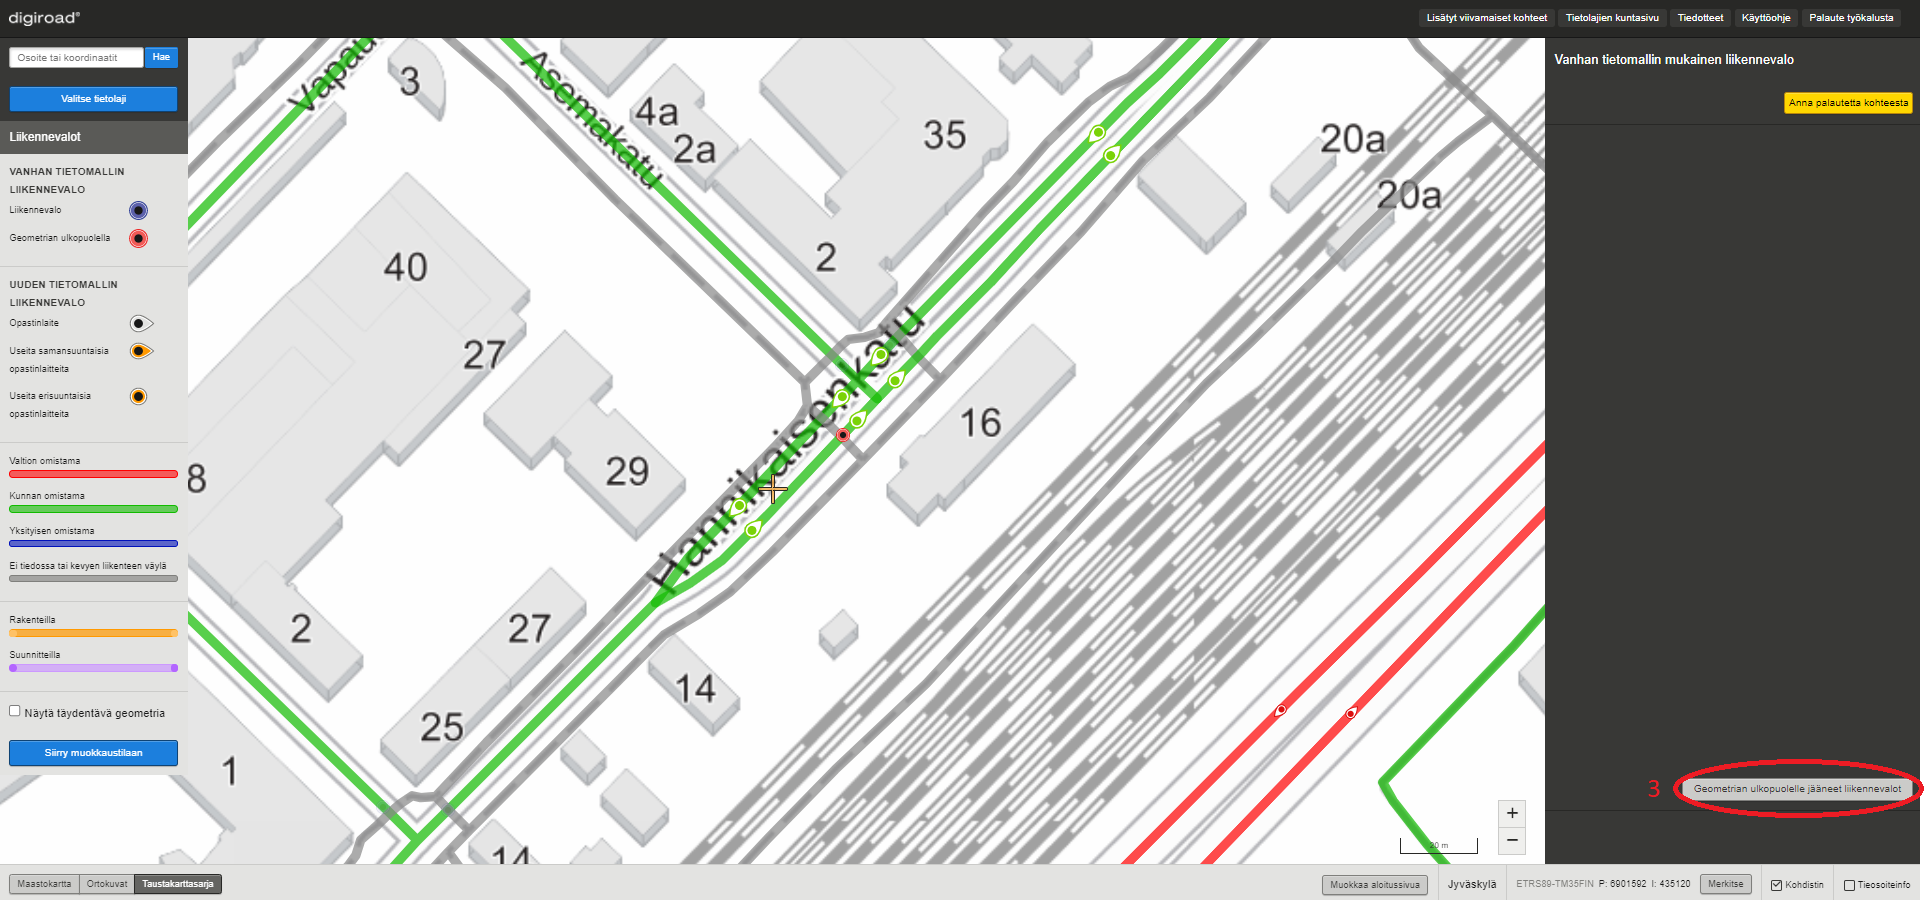 digiroad
Lisätyt viivamaiset kohteet
Tietolajien kuntasivu
Tiedotteet
Käyttöohje
Palaute työkalusta
Osoite tai koordinaatit
Hae
Valitse tietolaji
Liikennevalot
VANHAN TIETOMALLIN
LIIKENNEVALO
Liikennevalo
Geometrian ulkopuolella
UUDEN TIETOMALLIN
LIIKENNEVALO
Opastinlaite
Useita samansuuntaisia
opastinlaitteita
Useita erisuuntaisia
opastinlaitteita
Valtion omistama
Kunnan omistama
Yksityisen omistama
Ei tiedossa tai kevyen liikenteen väylä
Rakenteilla
Suunnitteilla
Näytä täydentävä geometria
Siirry muokkaustilaan
Vapau
3
Asemakatu
4a
2a
35
20a
20a
2
40
27
Hannikaisenkatu
16
29
8
2
27
14
25
1
14
+
−
20 m
Vanhan tietomallin mukainen liikennevalo
Anna palautetta kohteesta
3
Geometrian ulkopuolelle jääneet liikennevalot
Maastokartta
Ortokuvat
Taustakarttasarja
Muokkaa aloitussivua
Jyväskylä
ETRS89-TM35FIN P: 6901592 I: 435120
Merkitse
Kohdistin
Tieosoiteinfo